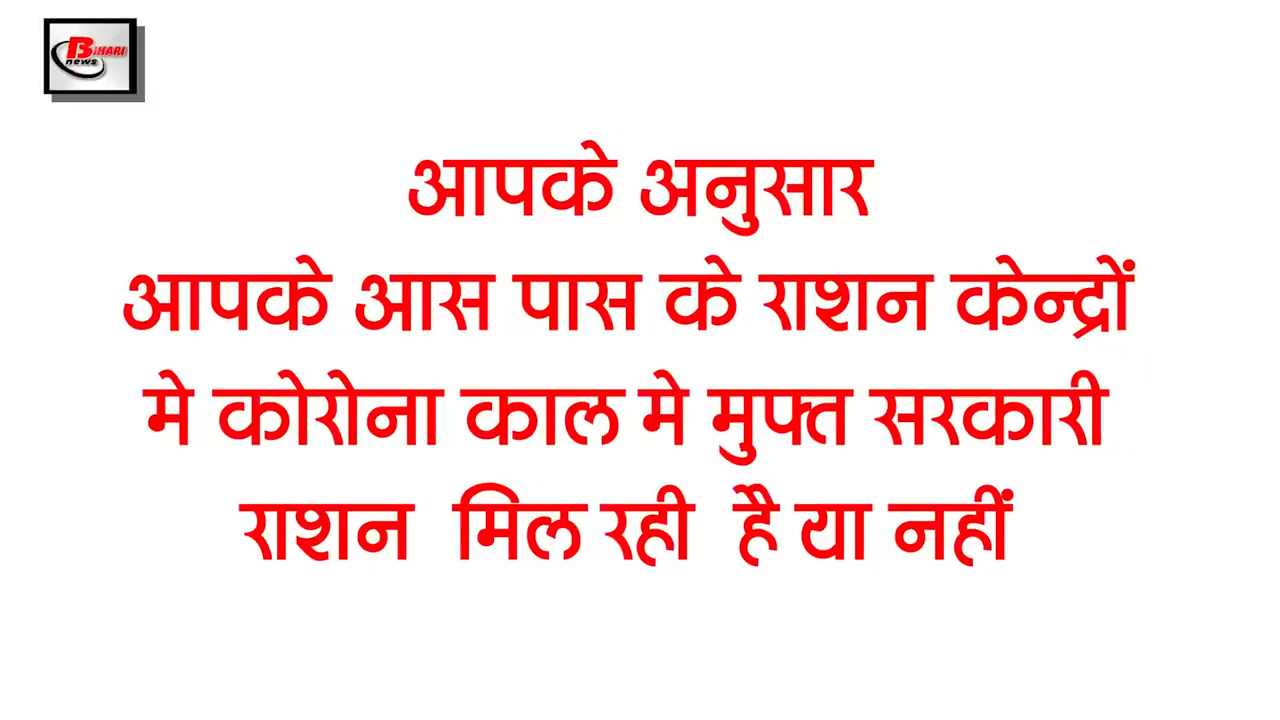 BIHARI
news
आपके अनुसार
आपके आस पास के राशन केन्द्रों
मे कोरोना काल मे मुफ्त सरकारी
राशन मिल रही है या नहीं